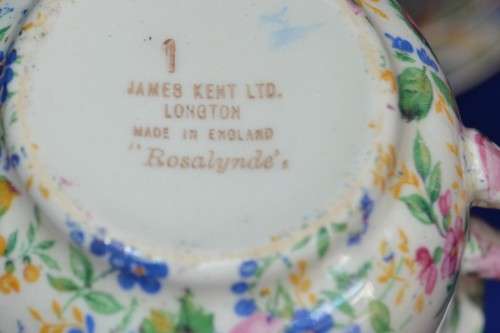 1
JAMES KENT LTD.
LONGTON
MADE IN ENGLAND
"Rosalynde".